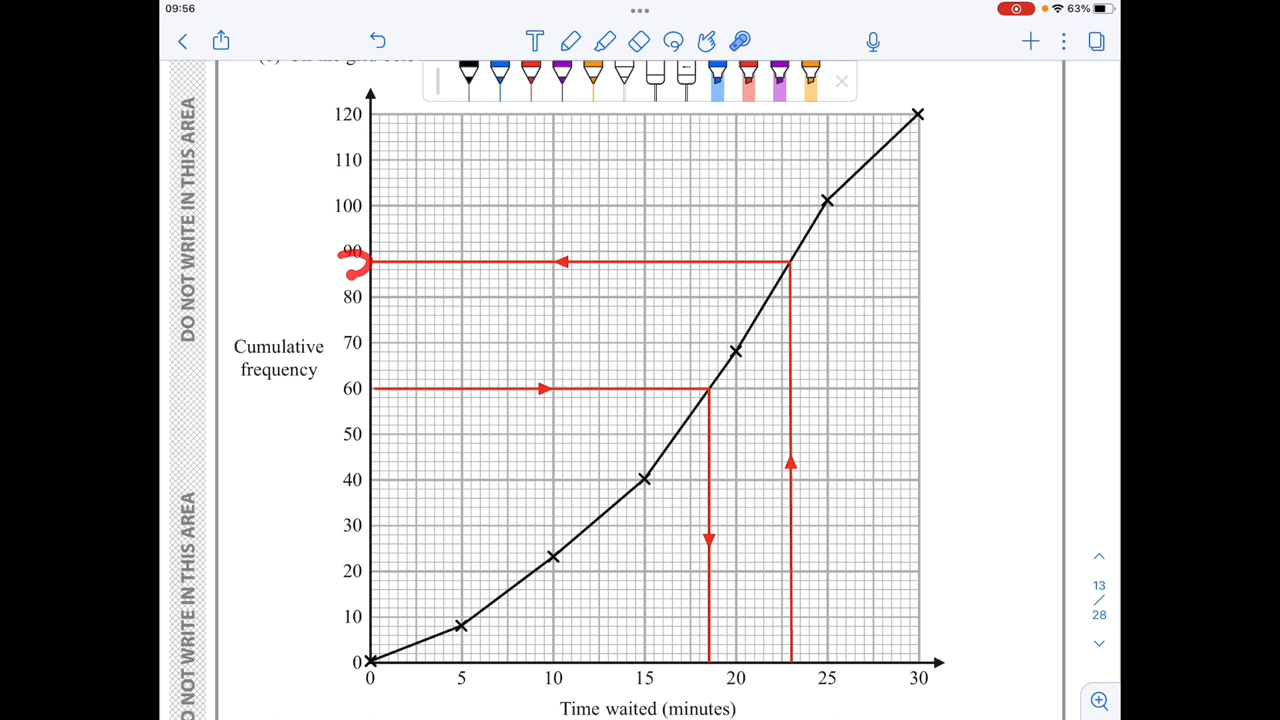 09:56
63%
DO NOT WRITE IN THIS AREA
DO NOT WRITE IN THIS AREA
120
110
100
90
80
70
60
50
40
30
20
10
0
Cumulative
frequency
0 5 10 15 20 25 30
Time waited (minutes)
13
28